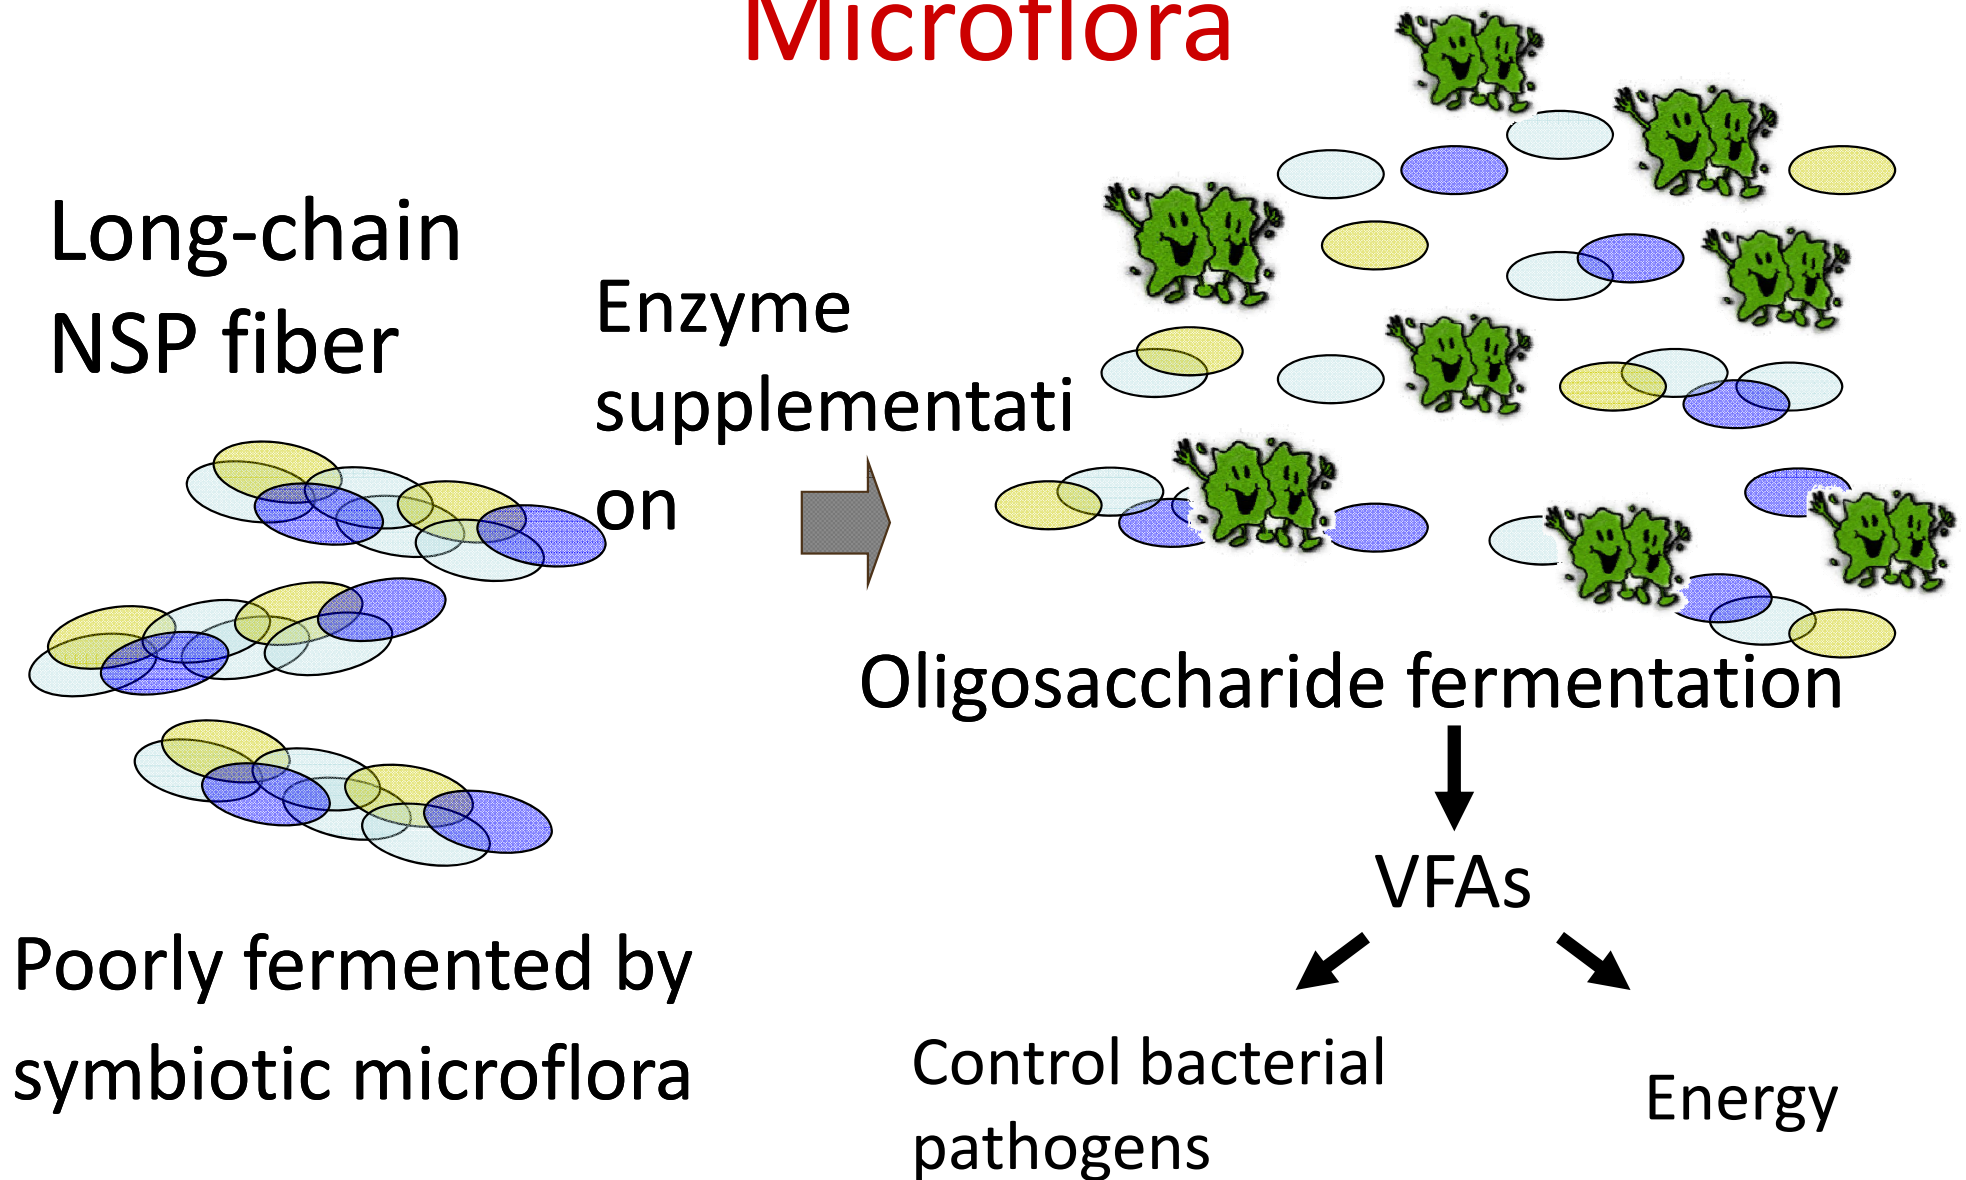 Microflora
Long-chain
NSP fiber
Enzyme
supplementati
on
Oligosaccharide fermentation
VFAs
Poorly fermented by
symbiotic microflora
Control bacterial
pathogens
Energy